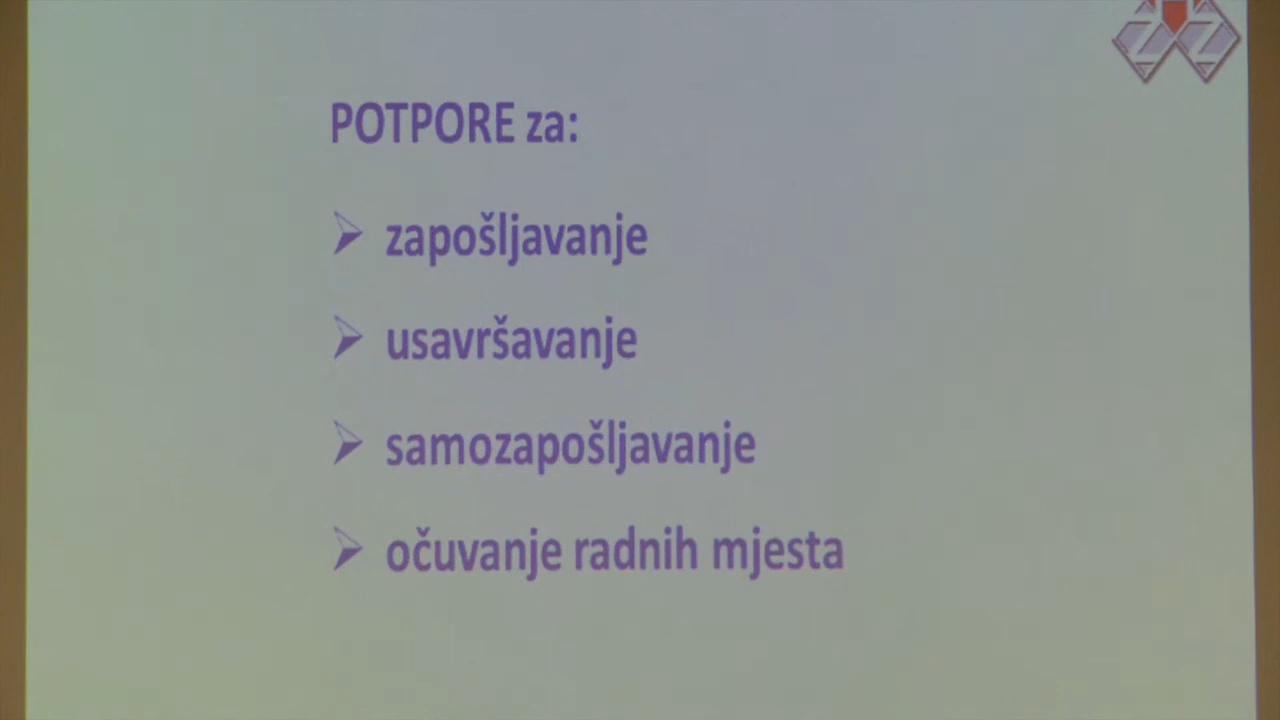 POTPORE za:
zapošljavanje
usavršavanje
samozapošljavanje
očuvanje radnih mjesta